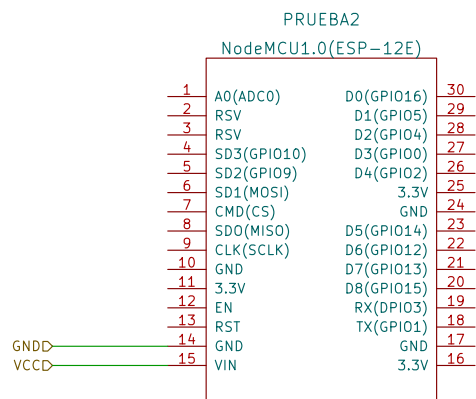 PRUEBA2
NodeMCU1.0(ESP-12E)
1 A0(ADC0) D0(GPIO16) 30
2 RSV D1(GPIO5) 29
3 RSV D2(GPIO4) 28
4 SD3(GPIO10) D3(GPIO0) 27
5 SD2(GPIO9) D4(GPIO2) 26
6 SD1(MOSI) 3.3V 25
7 CMD(CS) GND 24
8 SDO(MISO) D5(GPIO14) 23
9 CLK(SCLK) D6(GPIO12) 22
10 GND D7(GPIO13) 21
11 3.3V D8(GPIO15) 20
12 EN RX(DPIO3) 19
13 RST TX(GPIO1) 18
GND 14 GND GND 17
VCC 15 VIN 3.3V 16